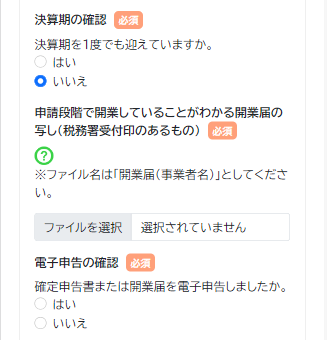 決算期の確認 必須
決算期を1度でも迎えていますか。
はい
いいえ
申請段階で開業していることがわかる開業届の
写し(税務署受付印のあるもの) 必須
?
※ファイル名は「開業届(事業者名)」としてくださ
い。
ファイルを選択 選択されていません
電子申告の確認 必須
確定申告書または開業届を電子申告しましたか。
はい
いいえ